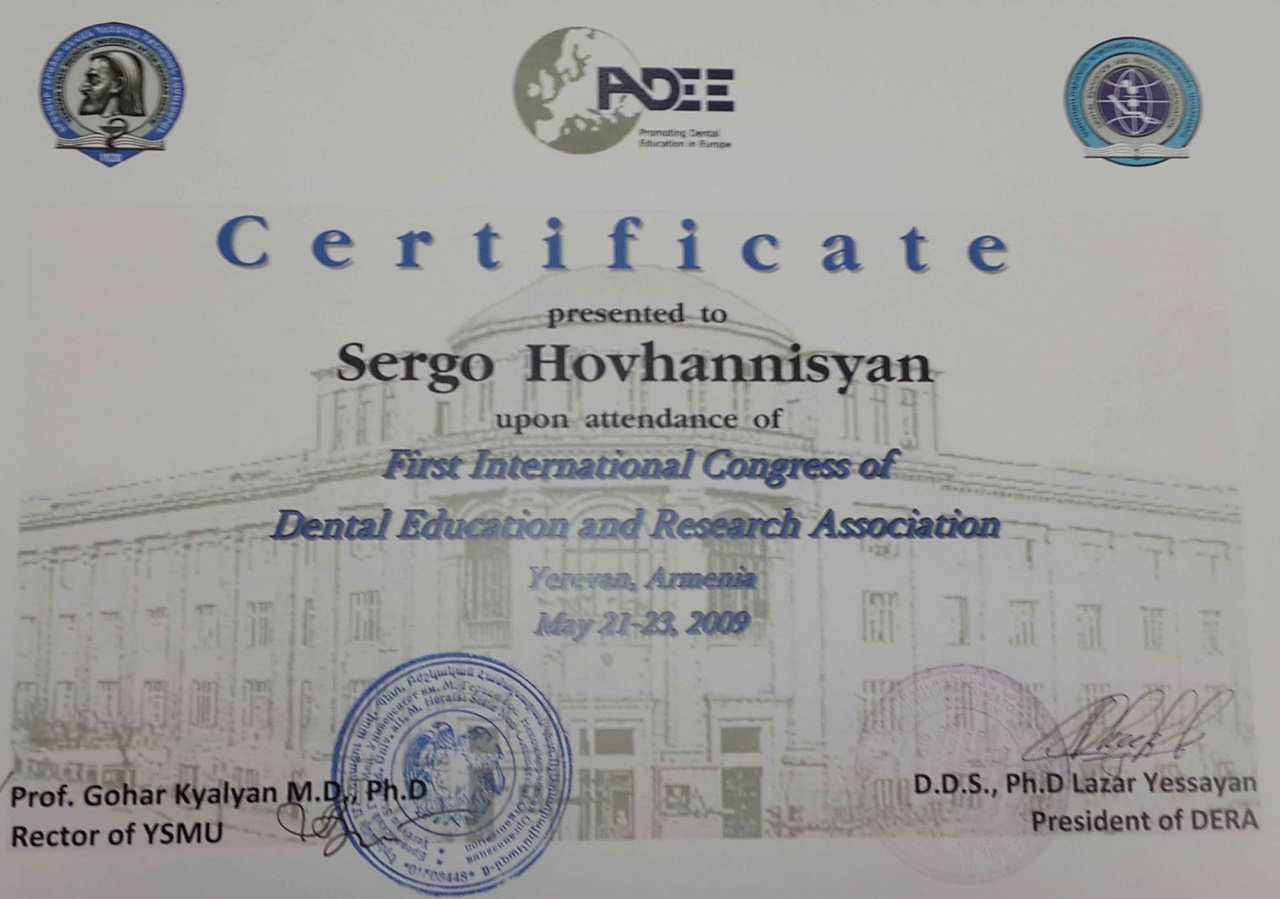 ADEE
Promoting Dental
Education in Europe
Certificate
presented to
Sergo Hovhannisyan
upon attendance of
First International Congress of
Dental Education and Research Association
Yerevan, Armenia
May 21-23, 2009
Prof. Gohar Kyalyan M.D., Ph.D
Rector of YSMU
D.D.S., Ph.D Lazar Yessayan
President of DERA